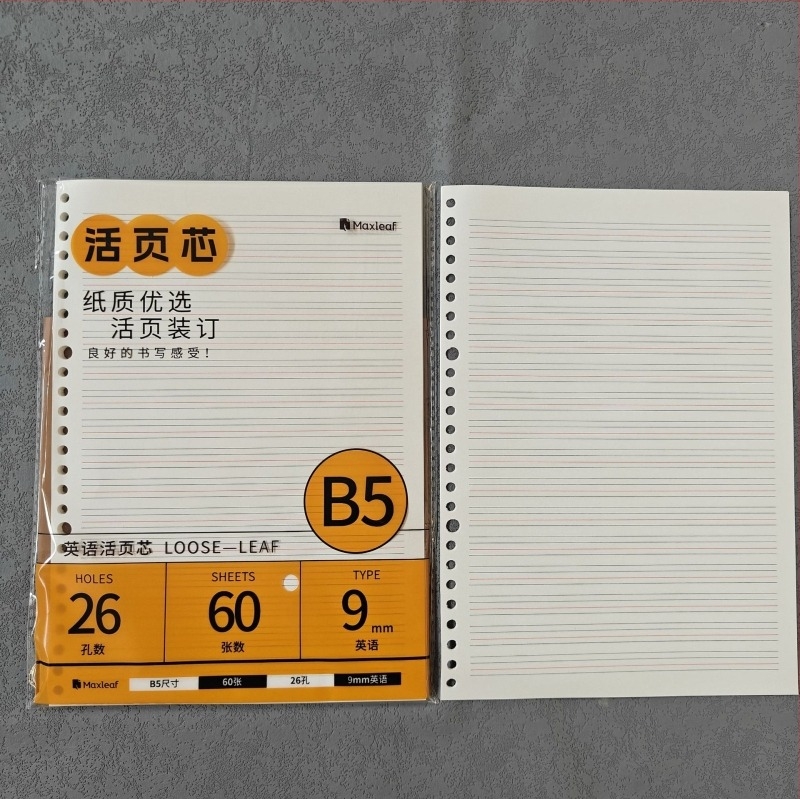 活页芯
Maxleaf
纸质优选
活页装订
良好的书写感受！
B5
英语活页芯 LOOSE—LEAF
HOLES SHEETS TYPE
26 60 9mm
孔数 张数 英语
Maxleaf B5尺寸 60张 26孔 9mm英语